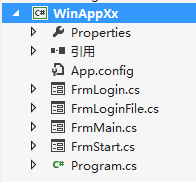 C# WinAppXx
Properties
引用
App.config
FrmLogin.cs
FrmLoginFile.cs
FrmMain.cs
FrmStart.cs
C# Program.cs